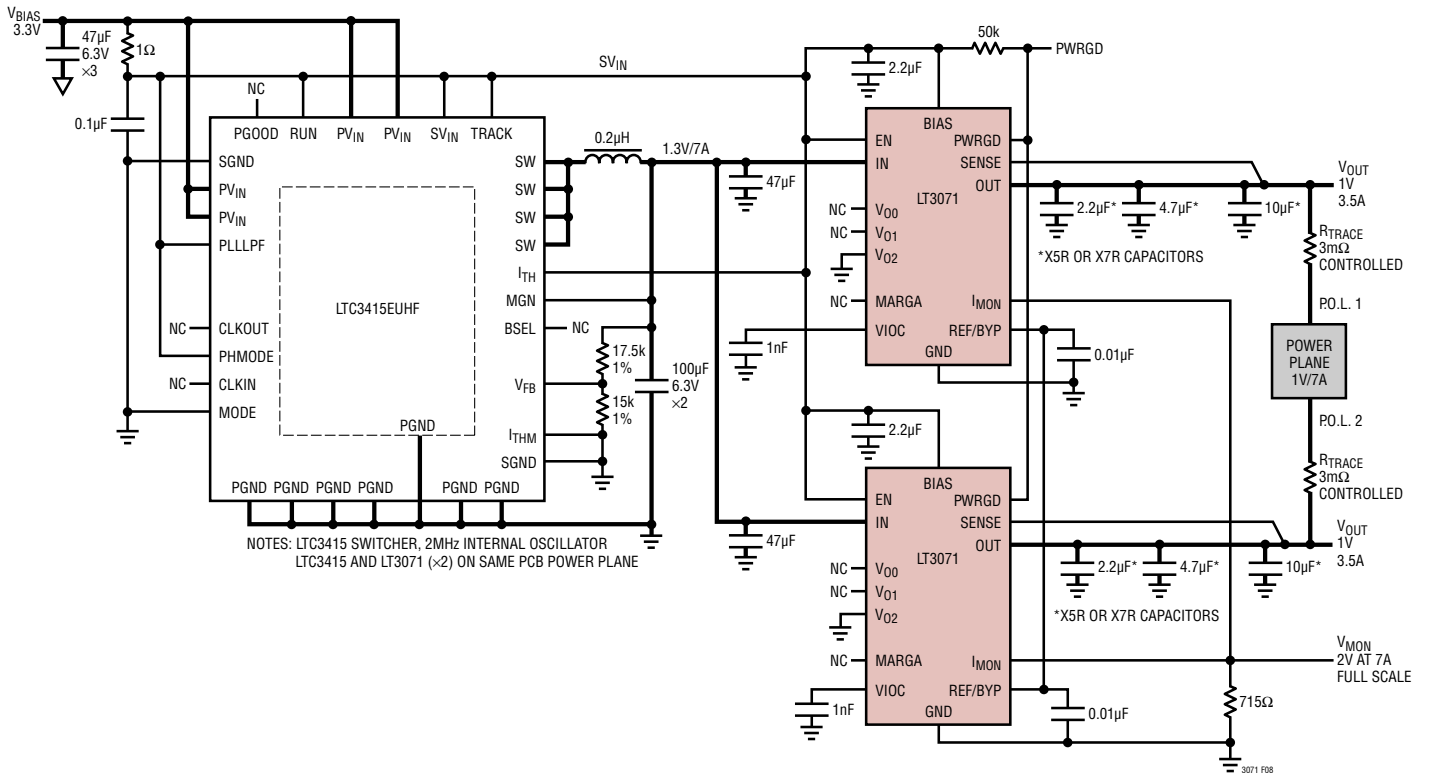 VBIAS
3.3V
47µF
6.3V
×3
1Ω
0.1µF
SVIN
NC
PGOOD RUN PVIN PVIN SVIN TRACK
SGND
PVIN
PVIN
PLLLPF
NC CLKOUT
PHMODE
NC CLKIN
MODE
LTC3415EUHF
SW
SW
SW
SW
ITH
MGN
BSEL NC
VFB
ITHM
SGND
PGND
PGND PGND PGND PGND PGND PGND
0.2µH
1.3V/7A
17.5k
1%
15k
1%
100µF
6.3V
×2
NOTES: LTC3415 SWITCHER, 2MHz INTERNAL OSCILLATOR
LTC3415 AND LT3071 (×2) ON SAME PCB POWER PLANE
50k
PWRGD
2.2µF
47µF
BIAS
EN
IN
NC VO0
NC VO1
VO2
NC MARGA
VIOC
1nF
GND
LT3071
PWRGD
SENSE
OUT
IMON
REF/BYP
0.01µF
2.2µF* 4.7µF* 10µF*
*X5R OR X7R CAPACITORS
VOUT
1V
3.5A
RTRACE
3mΩ
CONTROLLED
P.O.L. 1
POWER
PLANE
1V/7A
P.O.L. 2
RTRACE
3mΩ
CONTROLLED
2.2µF
47µF
BIAS
EN
IN
NC VO0
NC VO1
VO2
NC MARGA
VIOC
1nF
GND
LT3071
PWRGD
SENSE
OUT
IMON
REF/BYP
0.01µF
2.2µF* 4.7µF* 10µF*
*X5R OR X7R CAPACITORS
VOUT
1V
3.5A
VMON
2V AT 7A
FULL SCALE
715Ω
3071 F08